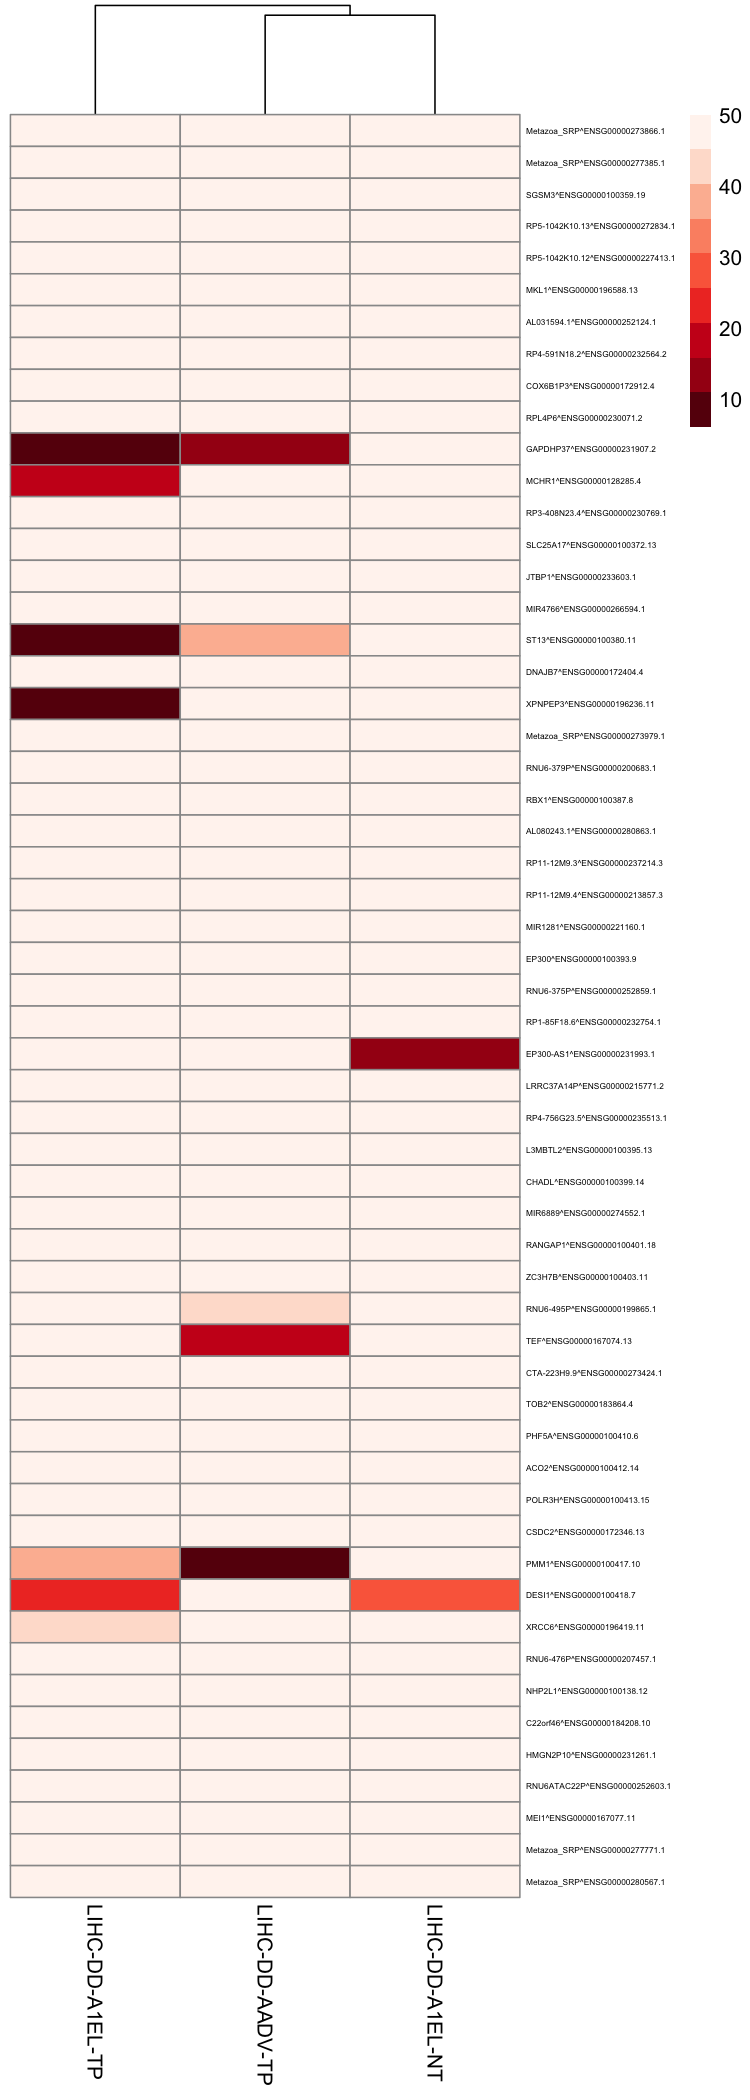 50
40
30
20
10
Metazoa_SRP^ENSG00000273866.1
Metazoa_SRP^ENSG00000277385.1
SGSM3^ENSG00000100359.19
RP5-1042K10.13^ENSG00000272834.1
RP5-1042K10.12^ENSG00000227413.1
MKL1^ENSG00000196588.13
AL031594.1^ENSG00000252124.1
RP4-591N18.2^ENSG00000232564.2
COX6B1P3^ENSG00000172912.4
RPL4P6^ENSG00000230071.2
GAPDHP37^ENSG00000231907.2
MCHR1^ENSG00000128285.4
RP3-408N23.4^ENSG00000230769.1
SLC25A17^ENSG00000100372.13
JTBP1^ENSG00000233603.1
MIR4766^ENSG00000266594.1
ST13^ENSG00000100380.11
DNAJB7^ENSG00000172404.4
XPNPEP3^ENSG00000196236.11
Metazoa_SRP^ENSG00000273979.1
RNU6-379P^ENSG00000200683.1
RBX1^ENSG00000100387.8
AL080243.1^ENSG00000280863.1
RP11-12M9.3^ENSG00000237214.3
RP11-12M9.4^ENSG00000213857.3
MIR1281^ENSG00000221160.1
EP300^ENSG00000100393.9
RNU6-375P^ENSG00000252859.1
RP1-85F18.6^ENSG00000232754.1
EP300-AS1^ENSG00000231993.1
LRRC37A14P^ENSG00000215771.2
RP4-756G23.5^ENSG00000235513.1
L3MBTL2^ENSG00000100395.13
CHADL^ENSG00000100399.14
MIR6889^ENSG00000274552.1
RANGAP1^ENSG00000100401.18
ZC3H7B^ENSG00000100403.11
RNU6-495P^ENSG00000199865.1
TEF^ENSG00000167074.13
CTA-223H9.9^ENSG00000273424.1
TOB2^ENSG00000183864.4
PHF5A^ENSG00000100410.6
ACO2^ENSG00000100412.14
POLR3H^ENSG00000100413.15
CSDC2^ENSG00000172346.13
PMM1^ENSG00000100417.10
DESI1^ENSG00000100418.7
XRCC6^ENSG00000196419.11
RNU6-476P^ENSG00000207457.1
NHP2L1^ENSG00000100138.12
C22orf46^ENSG00000184208.10
HMGN2P10^ENSG00000231261.1
RNU6ATAC22P^ENSG00000252603.1
MEI1^ENSG00000167077.11
Metazoa_SRP^ENSG00000277771.1
Metazoa_SRP^ENSG00000280567.1
LIHC-DD-A1EL-TP
LIHC-DD-AADV-TP
LIHC-DD-A1EL-NT